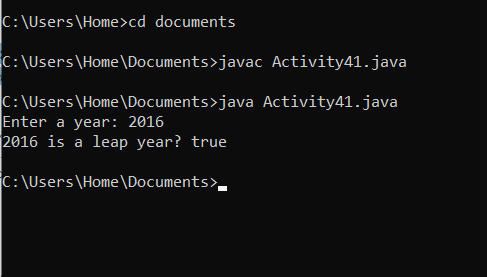 C:\Users\Home>cd documents
C:\Users\Home\Documents>javac Activity41.java
C:\Users\Home\Documents>java Activity41.java
Enter a year: 2016
2016 is a leap year? true
C:\Users\Home\Documents>